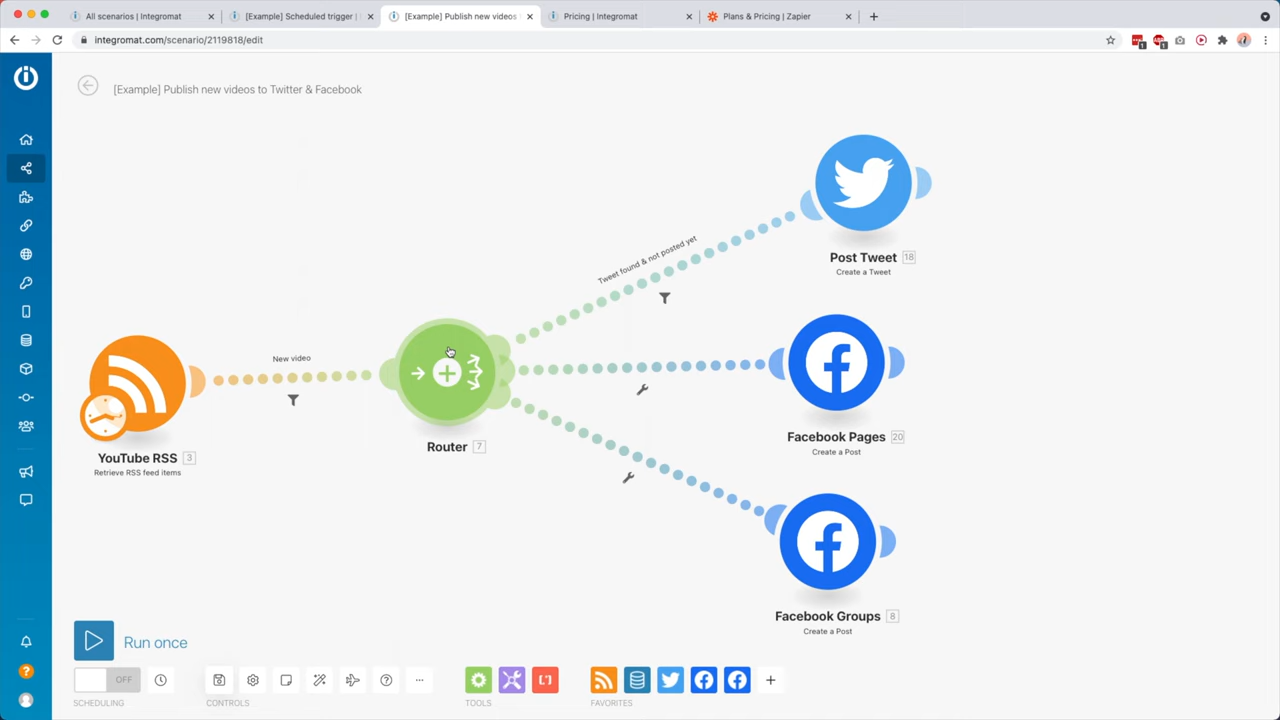 All scenarios | Integromat
[Example] Scheduled trigger |
[Example] Publish new videos
Pricing | Integromat
Plans & Pricing | Zapier
integromat.com/scenario/2119818/edit
1
1
[Example] Publish new videos to Twitter & Facebook
Tweet found & not posted yet
Post Tweet 18
Create a Tweet
New video
YouTube RSS 3
Retrieve RSS feed items
Router 7
Facebook Pages 20
Create a Post
Facebook Groups 8
Create a Post
Run once
OFF
SCHEDULING
CONTROLS
TOOLS
FAVORITES